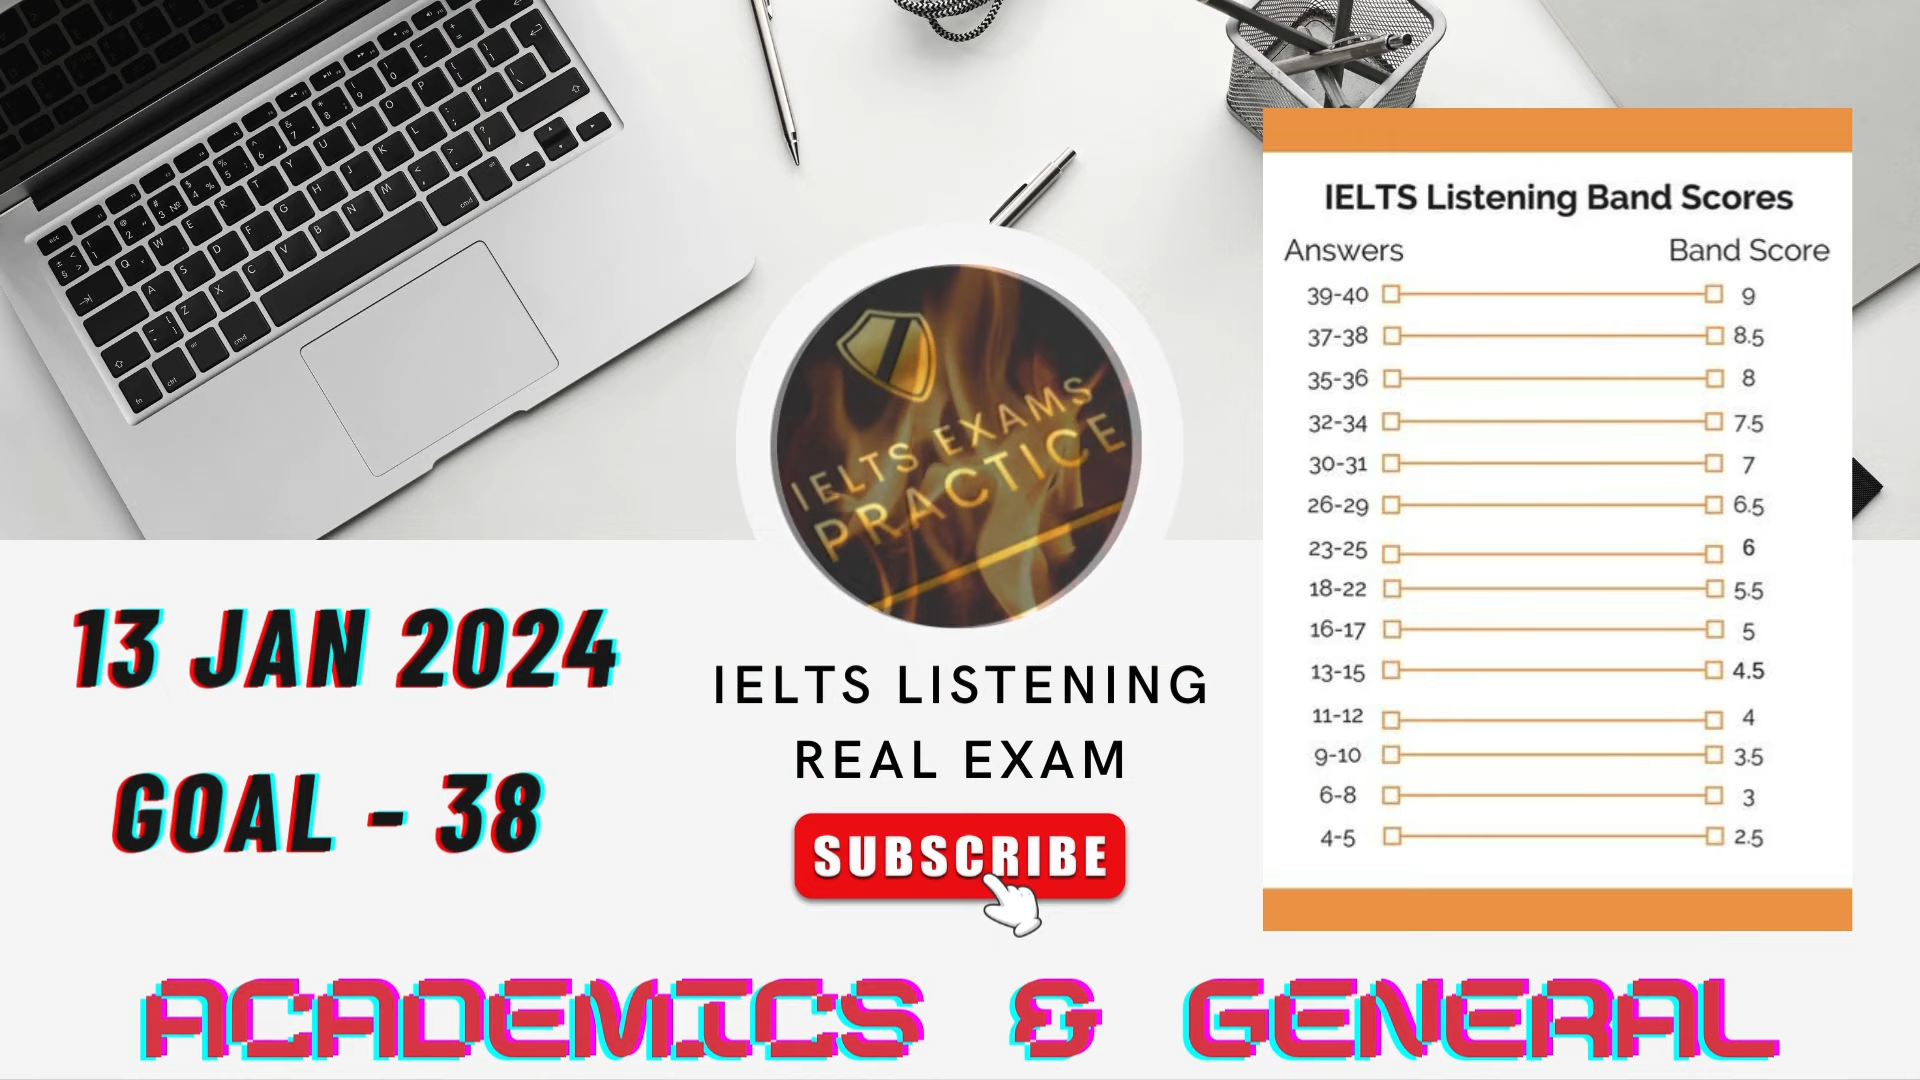 IELTS EXAMS
PRACTICE
13 JAN 2024
GOAL - 38
IELTS LISTENING
REAL EXAM
SUBSCRIBE
IELTS Listening Band Scores
Answers Band Score
39-40 9
37-38 8.5
35-36 8
32-34 7.5
30-31 7
26-29 6.5
23-25 6
18-22 5.5
16-17 5
13-15 4.5
11-12 4
9-10 3.5
6-8 3
4-5 2.5
ACADEMICS & GENERAL